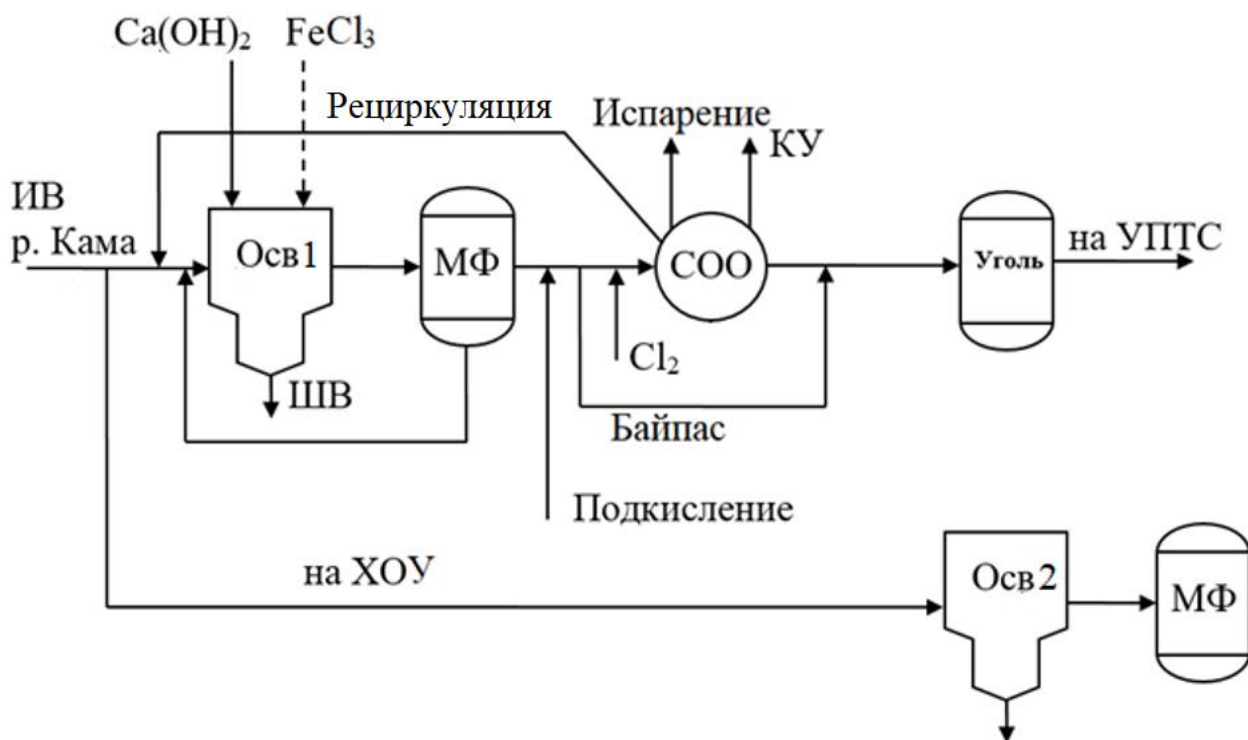 Ca(OH)₂ FeCl₃
Рециркуляция
Испарение
КУ
ИВ
р. Кама
Осв1
МФ
СОО
Уголь
на УПТС
Cl₂
ШВ
Байпас
Подкисление
на ХОУ
Осв2
МФ